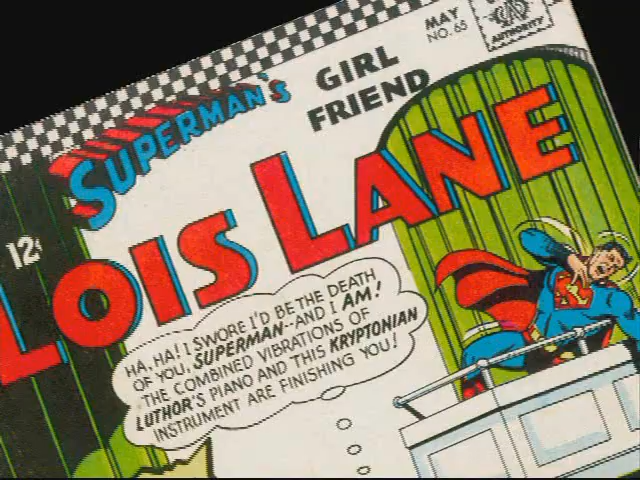 MAY
NO. 65
AUTHORITY
SUPERMAN'S
GIRL
FRIEND
LOIS LANE
12¢
HA, HA! I SWORE I'D BE THE DEATH
OF YOU, SUPERMAN--AND I AM!
THE COMBINED VIBRATIONS OF
LUTHOR'S PIANO AND THIS KRYPTONIAN
INSTRUMENT ARE FINISHING YOU!